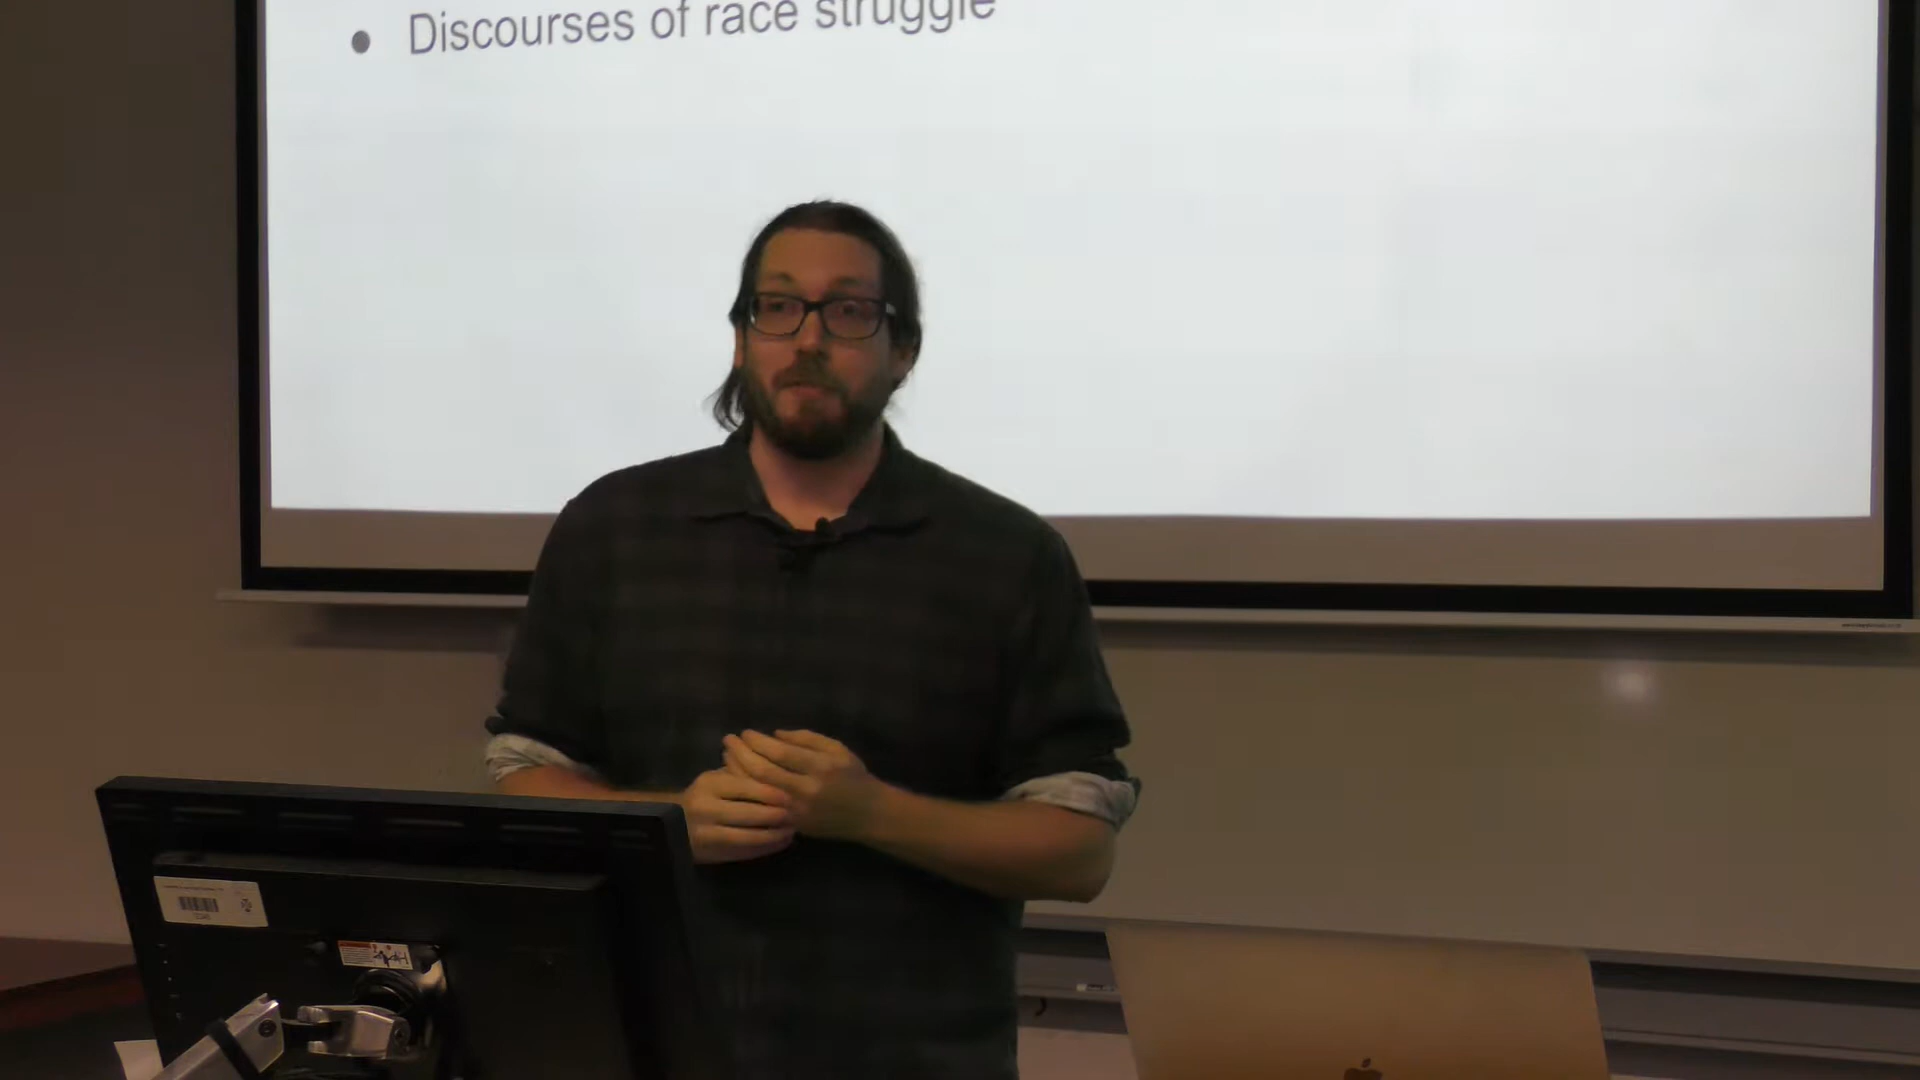 ● Discourses of race struggle